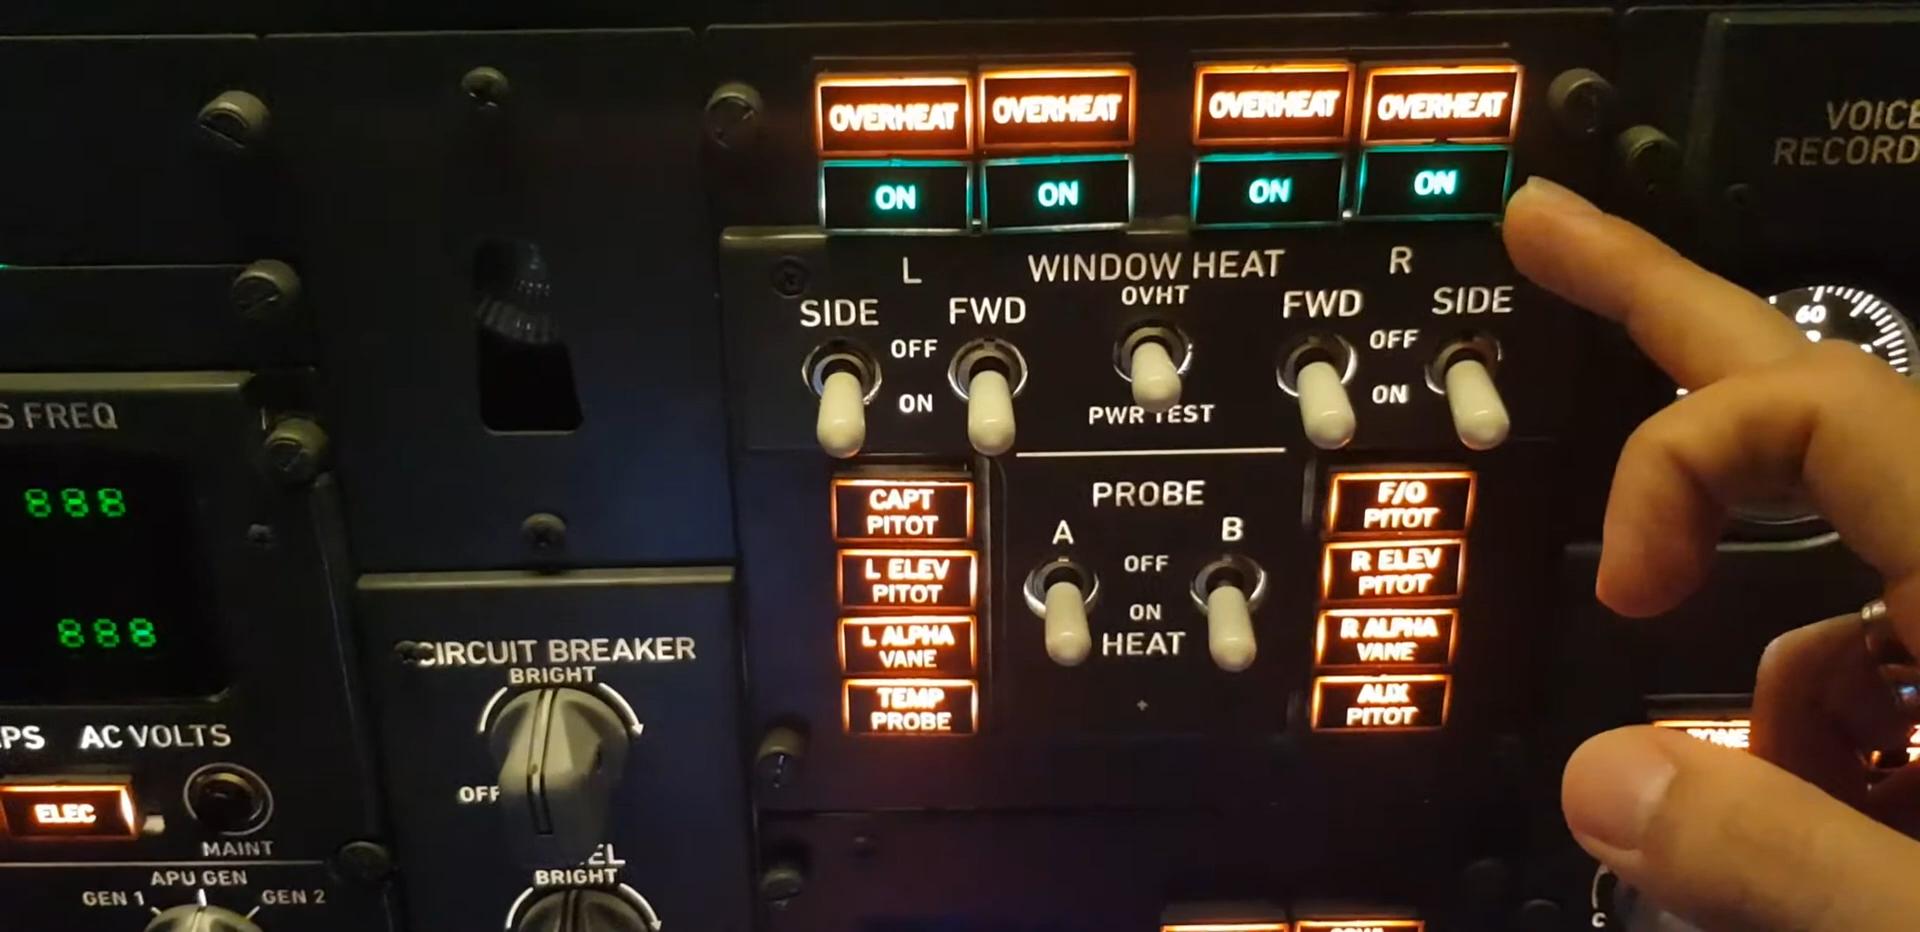 OVERHEAT OVERHEAT OVERHEAT OVERHEAT
ON ON ON ON
VOICE
RECORD
L WINDOW HEAT R
OVHT
SIDE FWD FWD SIDE
OFF OFF
ON ON
PWR TEST
60
S FREQ
888
888
PROBE
A B
OFF
ON
HEAT
CAPT
PITOT
L ELEV
PITOT
L ALPHA
VANE
TEMP
PROBE
F/O
PITOT
R ELEV
PITOT
R ALPHA
VANE
AUX
PITOT
CIRCUIT BREAKER
BRIGHT
OFF
EL
BRIGHT
PS AC VOLTS
ELEC
MAINT
APU GEN
GEN 1 GEN 2
ZONE
C